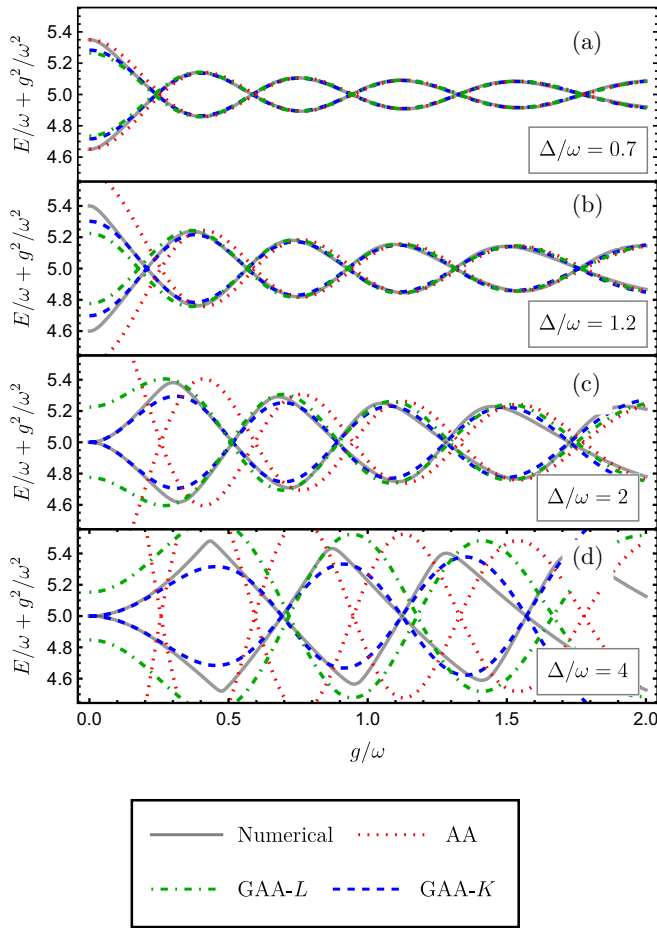 5.4
5.2
5.0
4.8
4.6
E/ω + g²/ω²
(a)
Δ/ω = 0.7
5.4
5.2
5.0
4.8
4.6
E/ω + g²/ω²
(b)
Δ/ω = 1.2
5.4
5.2
5.0
4.8
4.6
E/ω + g²/ω²
(c)
Δ/ω = 2
5.4
5.2
5.0
4.8
4.6
E/ω + g²/ω²
(d)
Δ/ω = 4
0.0 0.5 1.0 1.5 2.0
g/ω
Numerical AA
GAA-L GAA-K